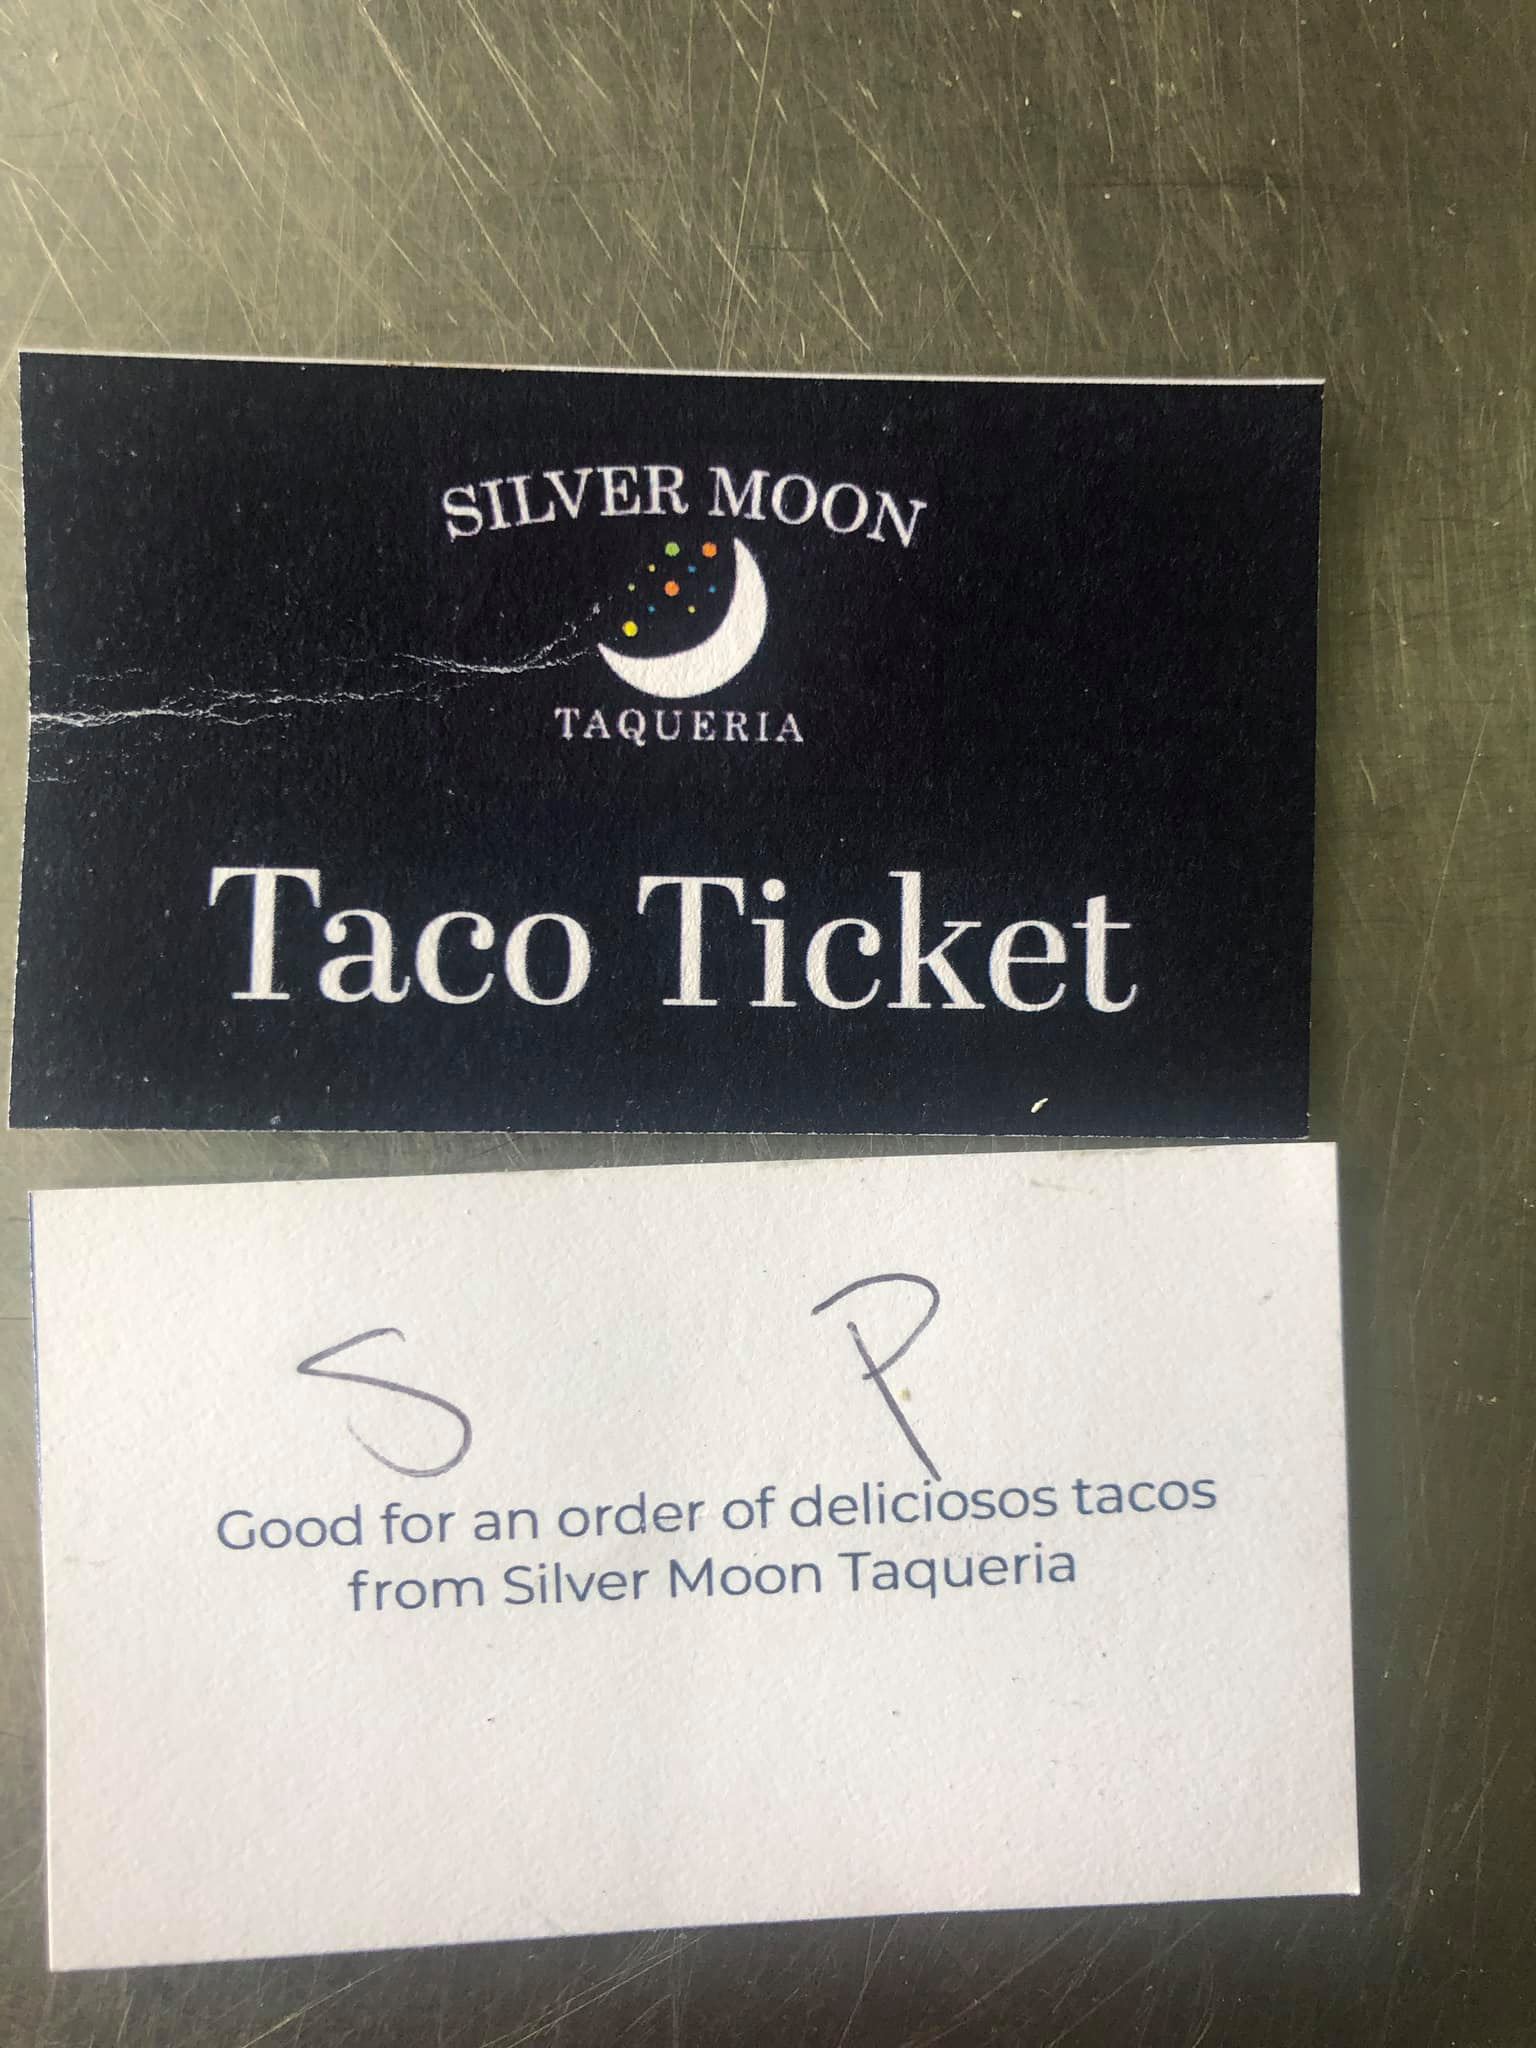 SILVER MOON
TAQUERIA
Taco Ticket
S P
Good for an order of deliciosos tacos
from Silver Moon Taqueria